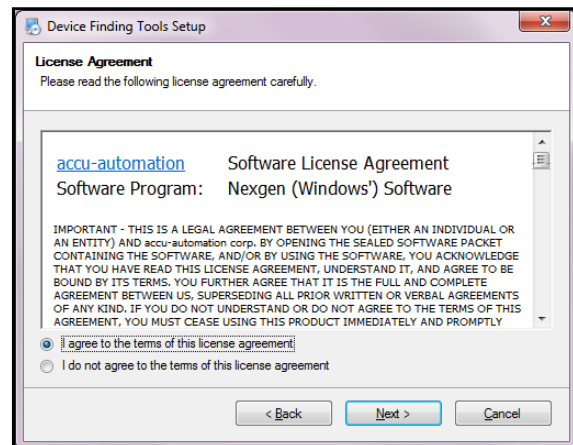 Device Finding Tools Setup
License Agreement
Please read the following license agreement carefully.
accu-automation Software License Agreement
Software Program: Nexgen (Windows') Software
IMPORTANT - THIS IS A LEGAL AGREEMENT BETWEEN YOU (EITHER AN INDIVIDUAL OR
AN ENTITY) AND accu-automation corp. BY OPENING THE SEALED SOFTWARE PACKET
CONTAINING THE SOFTWARE, AND/OR BY USING THE SOFTWARE, YOU ACKNOWLEDGE
THAT YOU HAVE READ THIS LICENSE AGREEMENT, UNDERSTAND IT, AND AGREE TO BE
BOUND BY ITS TERMS. YOU FURTHER AGREE THAT IT IS THE FULL AND COMPLETE
AGREEMENT BETWEEN US, SUPERSEDING ALL PRIOR WRITTEN OR VERBAL AGREEMENTS
OF ANY KIND. IF YOU DO NOT UNDERSTAND OR DO NOT AGREE TO THE TERMS OF THIS
AGREEMENT, YOU MUST CEASE USING THIS PRODUCT IMMEDIATELY AND PROMPTLY
I agree to the terms of this license agreement
I do not agree to the terms of this license agreement
< Back Next > Cancel